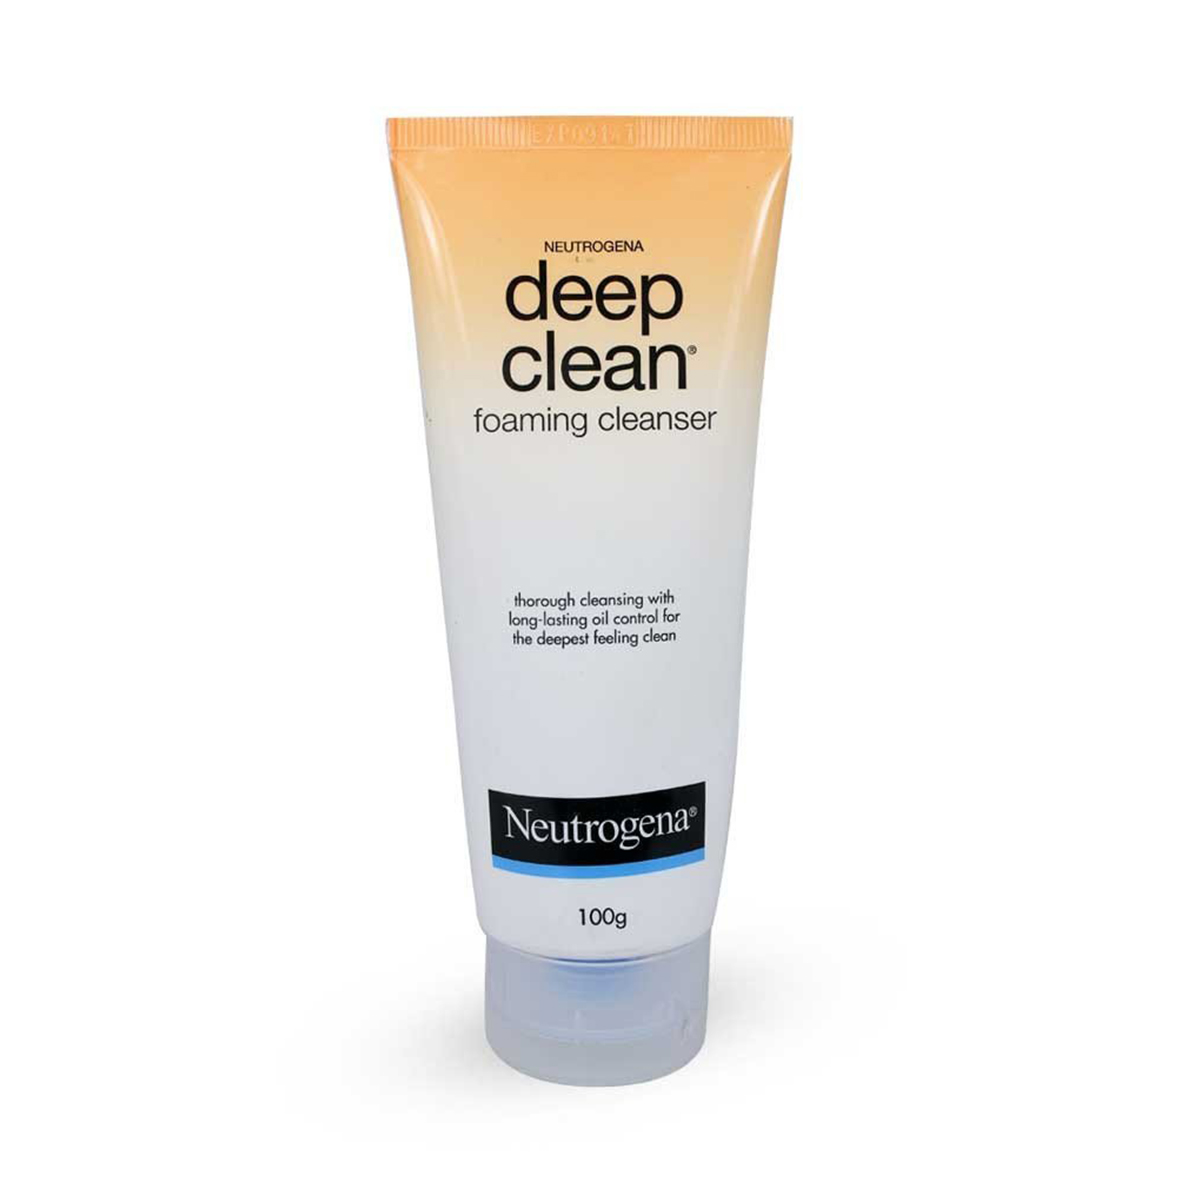 NEUTROGENA
deep
clean®
foaming cleanser
thorough cleansing with
long-lasting oil control for
the deepest feeling clean
Neutrogena®
100g